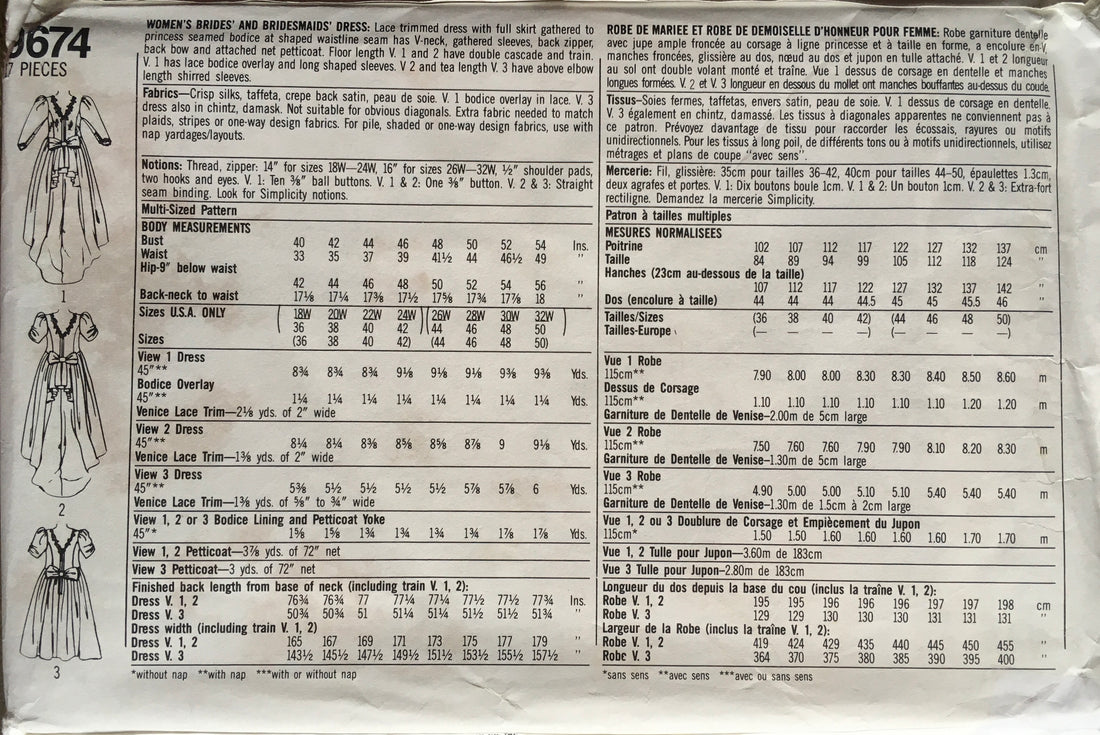 9674
7 PIECES
1
2
3
WOMEN'S BRIDES' AND BRIDESMAIDS' DRESS: Lace trimmed dress with full skirt gathered to
princess seamed bodice at shaped waistline seam has V-neck, gathered sleeves, back zipper,
back bow and attached net petticoat. Floor length V. 1 and 2 have double cascade and train.
V. 1 has lace bodice overlay and long shaped sleeves. V. 2 and tea length V. 3 have above elbow
length shirred sleeves.
Fabrics—Crisp silks, taffeta, crepe back satin, peau de soie. V. 1 bodice overlay in lace. V. 3
dress also in chintz, damask. Not suitable for obvious diagonals. Extra fabric needed to match
plaids, stripes or one-way design fabrics. For pile, shaded or one-way design fabrics, use with
nap yardages/layouts.
Notions: Thread, zipper: 14" for sizes 18W—24W, 16" for sizes 26W—32W, ½" shoulder pads,
two hooks and eyes. V. 1: Ten ⅜" ball buttons. V. 1 & 2: One ⅜" button. V. 2 & 3: Straight
seam binding. Look for Simplicity notions.
Multi-Sized Pattern
BODY MEASUREMENTS
Bust 40 42 44 46 48 50 52 54 Ins.
Waist 33 35 37 39 41½ 44 46½ 49 "
Hip-9" below waist
42 44 46 48 50 52 54 56 "
Back-neck to waist 17⅛ 17¼ 17⅜ 17½ 17⅝ 17¾ 17⅞ 18 "
Sizes U.S.A. ONLY (18W 20W 22W 24W)(26W 28W 30W 32W)
36 38 40 42 44 46 48 50
Sizes (36 38 40 42) (44 46 48 50)
View 1 Dress
45"** 8¾ 8¾ 8¾ 9⅛ 9⅛ 9⅛ 9⅜ 9⅜ Yds.
Bodice Overlay
45"** 1¼ 1¼ 1¼ 1¼ 1¼ 1¼ 1¼ 1¼ Yds.
Venice Lace Trim—2⅛ yds. of 2" wide
View 2 Dress
45"** 8¼ 8¼ 8⅜ 8⅝ 8⅝ 8⅞ 9 9⅛ Yds.
Venice Lace Trim—1⅜ yds. of 2" wide
View 3 Dress
45"** 5⅜ 5½ 5½ 5½ 5½ 5⅞ 5⅞ 6 Yds.
Venice Lace Trim—1⅜ yds. of ⅝" to ¾" wide
View 1, 2 or 3 Bodice Lining and Petticoat Yoke
45"* 1⅝ 1⅝ 1¾ 1¾ 1¾ 1¾ 1⅞ 1⅞ Yds.
View 1, 2 Petticoat—3⅞ yds. of 72" net
View 3 Petticoat—3 yds. of 72" net
Finished back length from base of neck (including train V. 1, 2):
Dress V. 1, 2 76¾ 76¾ 77 77¼ 77¼ 77½ 77½ 77¾ Ins.
Dress V. 3 50¾ 50¾ 51 51¼ 51¼ 51½ 51½ 51¾ "
Dress width (including train V. 1, 2)
Dress V. 1, 2 165 167 169 171 173 175 177 179 "
Dress V. 3 143½ 145½ 147½ 149½ 151½ 153½ 155½ 157½ "
*without nap **with nap ***with or without nap
ROBE DE MARIEE ET ROBE DE DEMOISELLE D'HONNEUR POUR FEMME: Robe garniture dentelle
avec jupe ample froncée au corsage à ligne princesse et à taille en forme, a encolure en V,
manches froncées, glissière au dos, nœud au dos et jupon en tulle attaché. V. 1 et 2 longueur
au sol ont double volant monté et traîne. Vue 1 dessus de corsage en dentelle et manches
longues formées. V. 2 et V. 3 longueur en dessous du mollet ont manches bouffantes au-dessus du coude.
Tissus—Soies fermes, taffetas, envers satin, peau de soie. V. 1 dessus de corsage en dentelle.
V. 3 également en chintz, damassé. Les tissus à diagonales apparentes ne conviennent pas à
ce patron. Prévoyez davantage de tissu pour raccorder les écossais, rayures ou motifs
unidirectionnels. Pour les tissus à long poil, de différents tons ou à motifs unidirectionnels, utilisez
métrages et plans de coupe "avec sens".
Mercerie: Fil, glissière: 35cm pour tailles 36-42, 40cm pour tailles 44-50, épaulettes 1.3cm,
deux agrafes et portes. V. 1: Dix boutons boule 1cm. V. 1 & 2: Un bouton 1cm. V. 2 & 3: Extra-fort
rectiligne. Demandez la mercerie Simplicity.
Patron à tailles multiples
MESURES NORMALISEES
Poitrine 102 107 112 117 122 127 132 137 cm
Taille 84 89 94 99 105 112 118 124 "
Hanches (23cm au-dessous de la taille)
107 112 117 122 127 132 137 142 "
Dos (encolure à taille) 44 44 44 44.5 45 45 45.5 46 "
Tailles/Sizes (36 38 40 42) (44 46 48 50)
Tailles-Europe (— — — —) (— — — —)
Vue 1 Robe
115cm** 7.90 8.00 8.00 8.30 8.30 8.40 8.50 8.60 m
Dessus de Corsage
115cm** 1.10 1.10 1.10 1.10 1.10 1.10 1.20 1.20 m
Garniture de Dentelle de Venise—2.00m de 5cm large
Vue 2 Robe
115cm** 7.50 7.60 7.60 7.90 7.90 8.10 8.20 8.30 m
Garniture de Dentelle de Venise—1.30m de 5cm large
Vue 3 Robe
115cm** 4.90 5.00 5.00 5.10 5.10 5.40 5.40 5.40 m
Garniture de Dentelle de Venise—1.30m de 1.5cm à 2cm large
Vue 1, 2 ou 3 Doublure de Corsage et Empiècement du Jupon
115cm* 1.50 1.50 1.60 1.60 1.60 1.60 1.70 1.70 m
Vue 1, 2 Tulle pour Jupon—3.60m de 183cm
Vue 3 Tulle pour Jupon—2.80m de 183cm
Longueur du dos depuis la base du cou (inclus la traîne V. 1, 2):
Robe V. 1, 2 195 195 196 196 196 197 197 198 cm
Robe V. 3 129 129 130 130 131 131 131 "
Largeur de la Robe (inclus la traîne V. 1, 2):
Robe V. 1, 2 419 424 429 435 440 445 450 455 "
Robe V. 3 364 370 375 380 385 390 395 400 "
*sans sens **avec sens ***avec ou sans sens